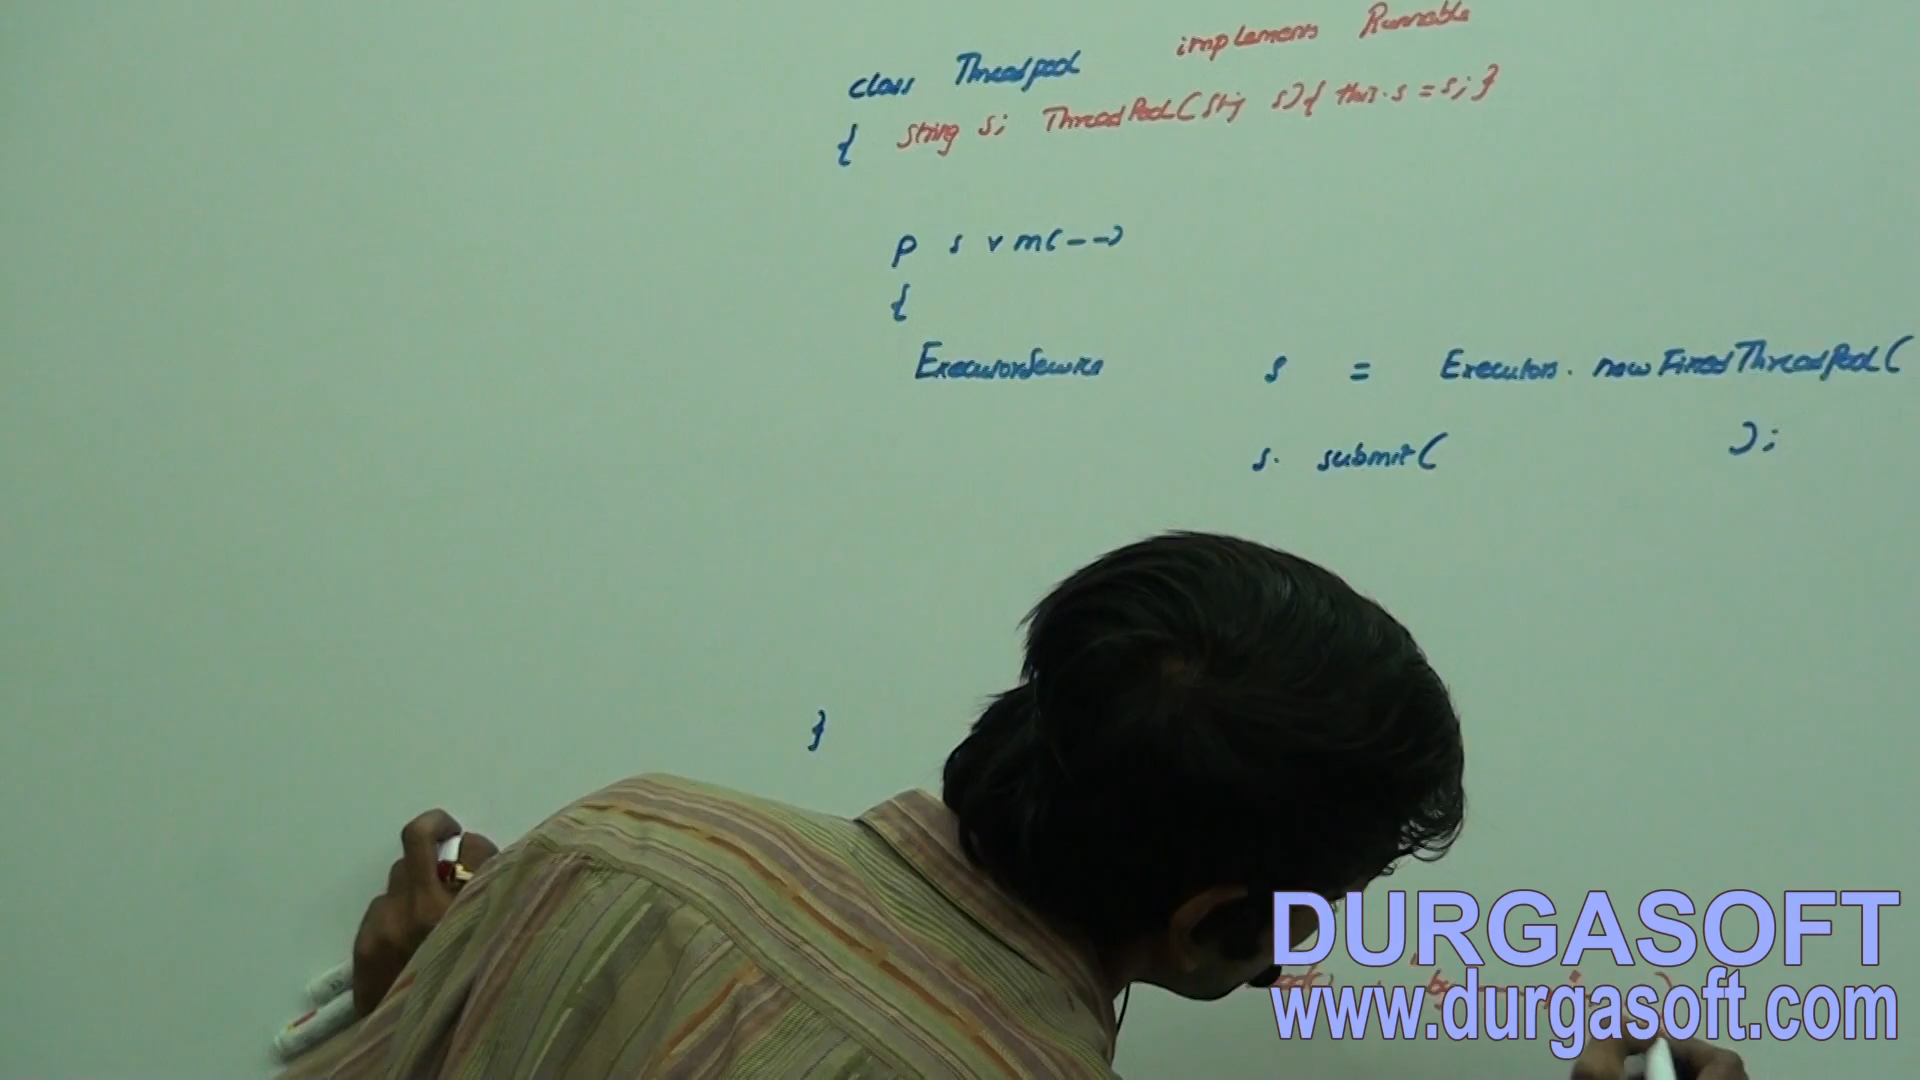 class Threadpool implements Runnable
{ String s; ThreadPool(String s){ this.s = s; }
p s v m(---)
{
ExecutorService s = Executors. newFixedThreadPool(
s. submit( );
}
DURGASOFT
www.durgasoft.com